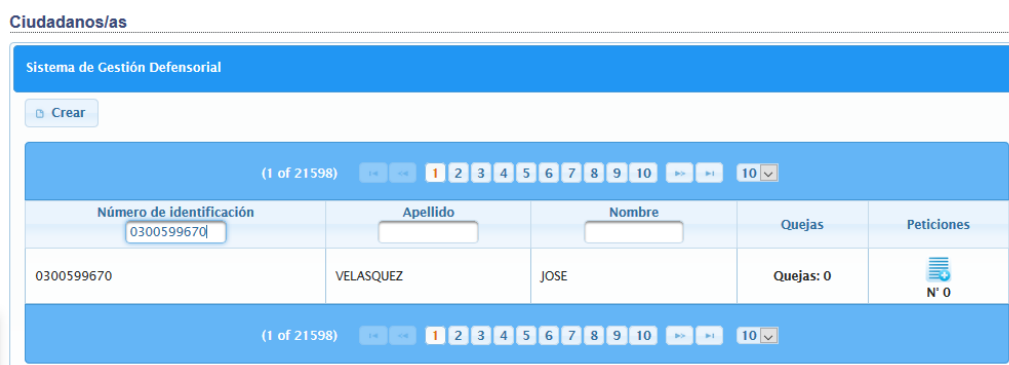 Ciudadanos/as
Sistema de Gestión Defensorial
Crear
(1 of 21598) 1 2 3 4 5 6 7 8 9 10 10
Número de identificación Apellido Nombre Quejas Peticiones
0300599670
0300599670 VELASQUEZ JOSE Quejas: 0 N° 0
(1 of 21598) 1 2 3 4 5 6 7 8 9 10 10